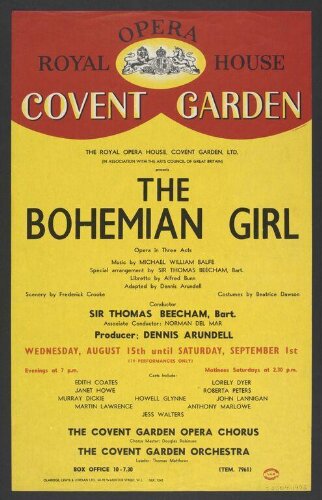 OPERA
ROYAL HOUSE
COVENT GARDEN
THE ROYAL OPERA HOUSE, COVENT GARDEN, LTD.
(IN ASSOCIATION WITH THE ARTS COUNCIL OF GREAT BRITAIN)
presents
THE
BOHEMIAN GIRL
Opera in Three Acts
Music by MICHAEL WILLIAM BALFE
Special arrangement by SIR THOMAS BEECHAM, Bart.
Libretto by Alfred Bunn
Adapted by Dennis Arundell
Scenery by Frederick Crooke Costumes by Beatrice Dawson
Conductor
SIR THOMAS BEECHAM, Bart.
Associate Conductor: NORMAN DEL MAR
Producer: DENNIS ARUNDELL
WEDNESDAY, AUGUST 15th until SATURDAY, SEPTEMBER 1st
(19 PERFORMANCES ONLY)
Evenings at 7 p.m. Matinees Saturdays at 2.30 p.m.
Casts include:
EDITH COATES LORELY DYER
JANET HOWE ROBERTA PETERS
MURRAY DICKIE HOWELL GLYNNE JOHN LANNIGAN
MARTIN LAWRENCE ANTHONY MARLOWE
JESS WALTERS
THE COVENT GARDEN OPERA CHORUS
Chorus Master: Douglas Robinson
THE COVENT GARDEN ORCHESTRA
Leader: Thomas Matthews
BOX OFFICE 10 - 7.30 (TEM. 7961)